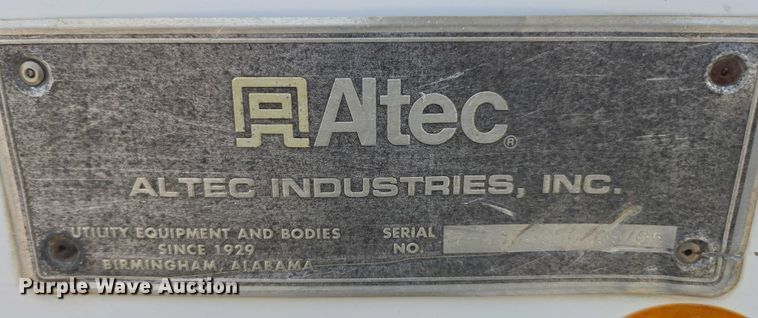 Altec®
ALTEC INDUSTRIES, INC.
UTILITY EQUIPMENT AND BODIES
SINCE 1929
BIRMINGHAM, ALABAMA
SERIAL
NO.
Purple Wave Auction